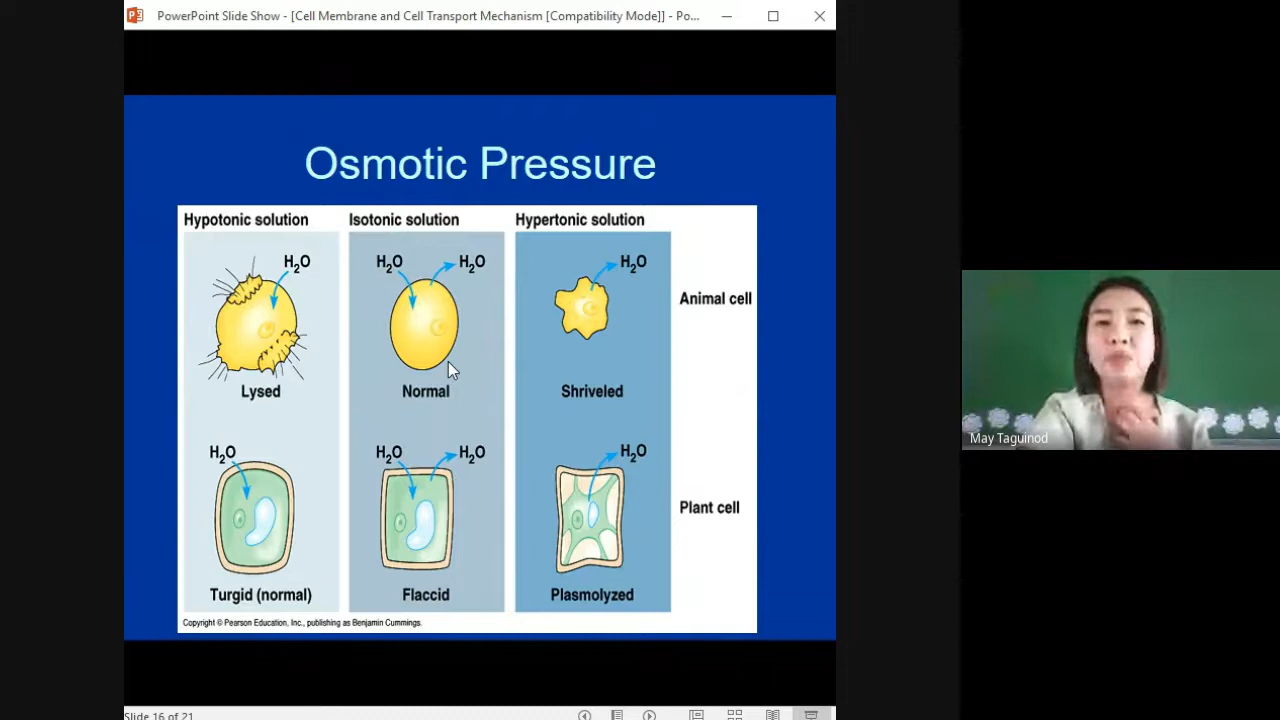 PowerPoint Slide Show - [Cell Membrane and Cell Transport Mechanism [Compatibility Mode]] - Po...
Osmotic Pressure
Hypotonic solution
Isotonic solution
Hypertonic solution
H₂O
H₂O
H₂O
H₂O
Animal cell
Lysed
Normal
Shriveled
H₂O
H₂O
H₂O
H₂O
Plant cell
Turgid (normal)
Flaccid
Plasmolyzed
Copyright © Pearson Education, Inc., publishing as Benjamin Cummings.
May Taguinod
Slide 16 of 21